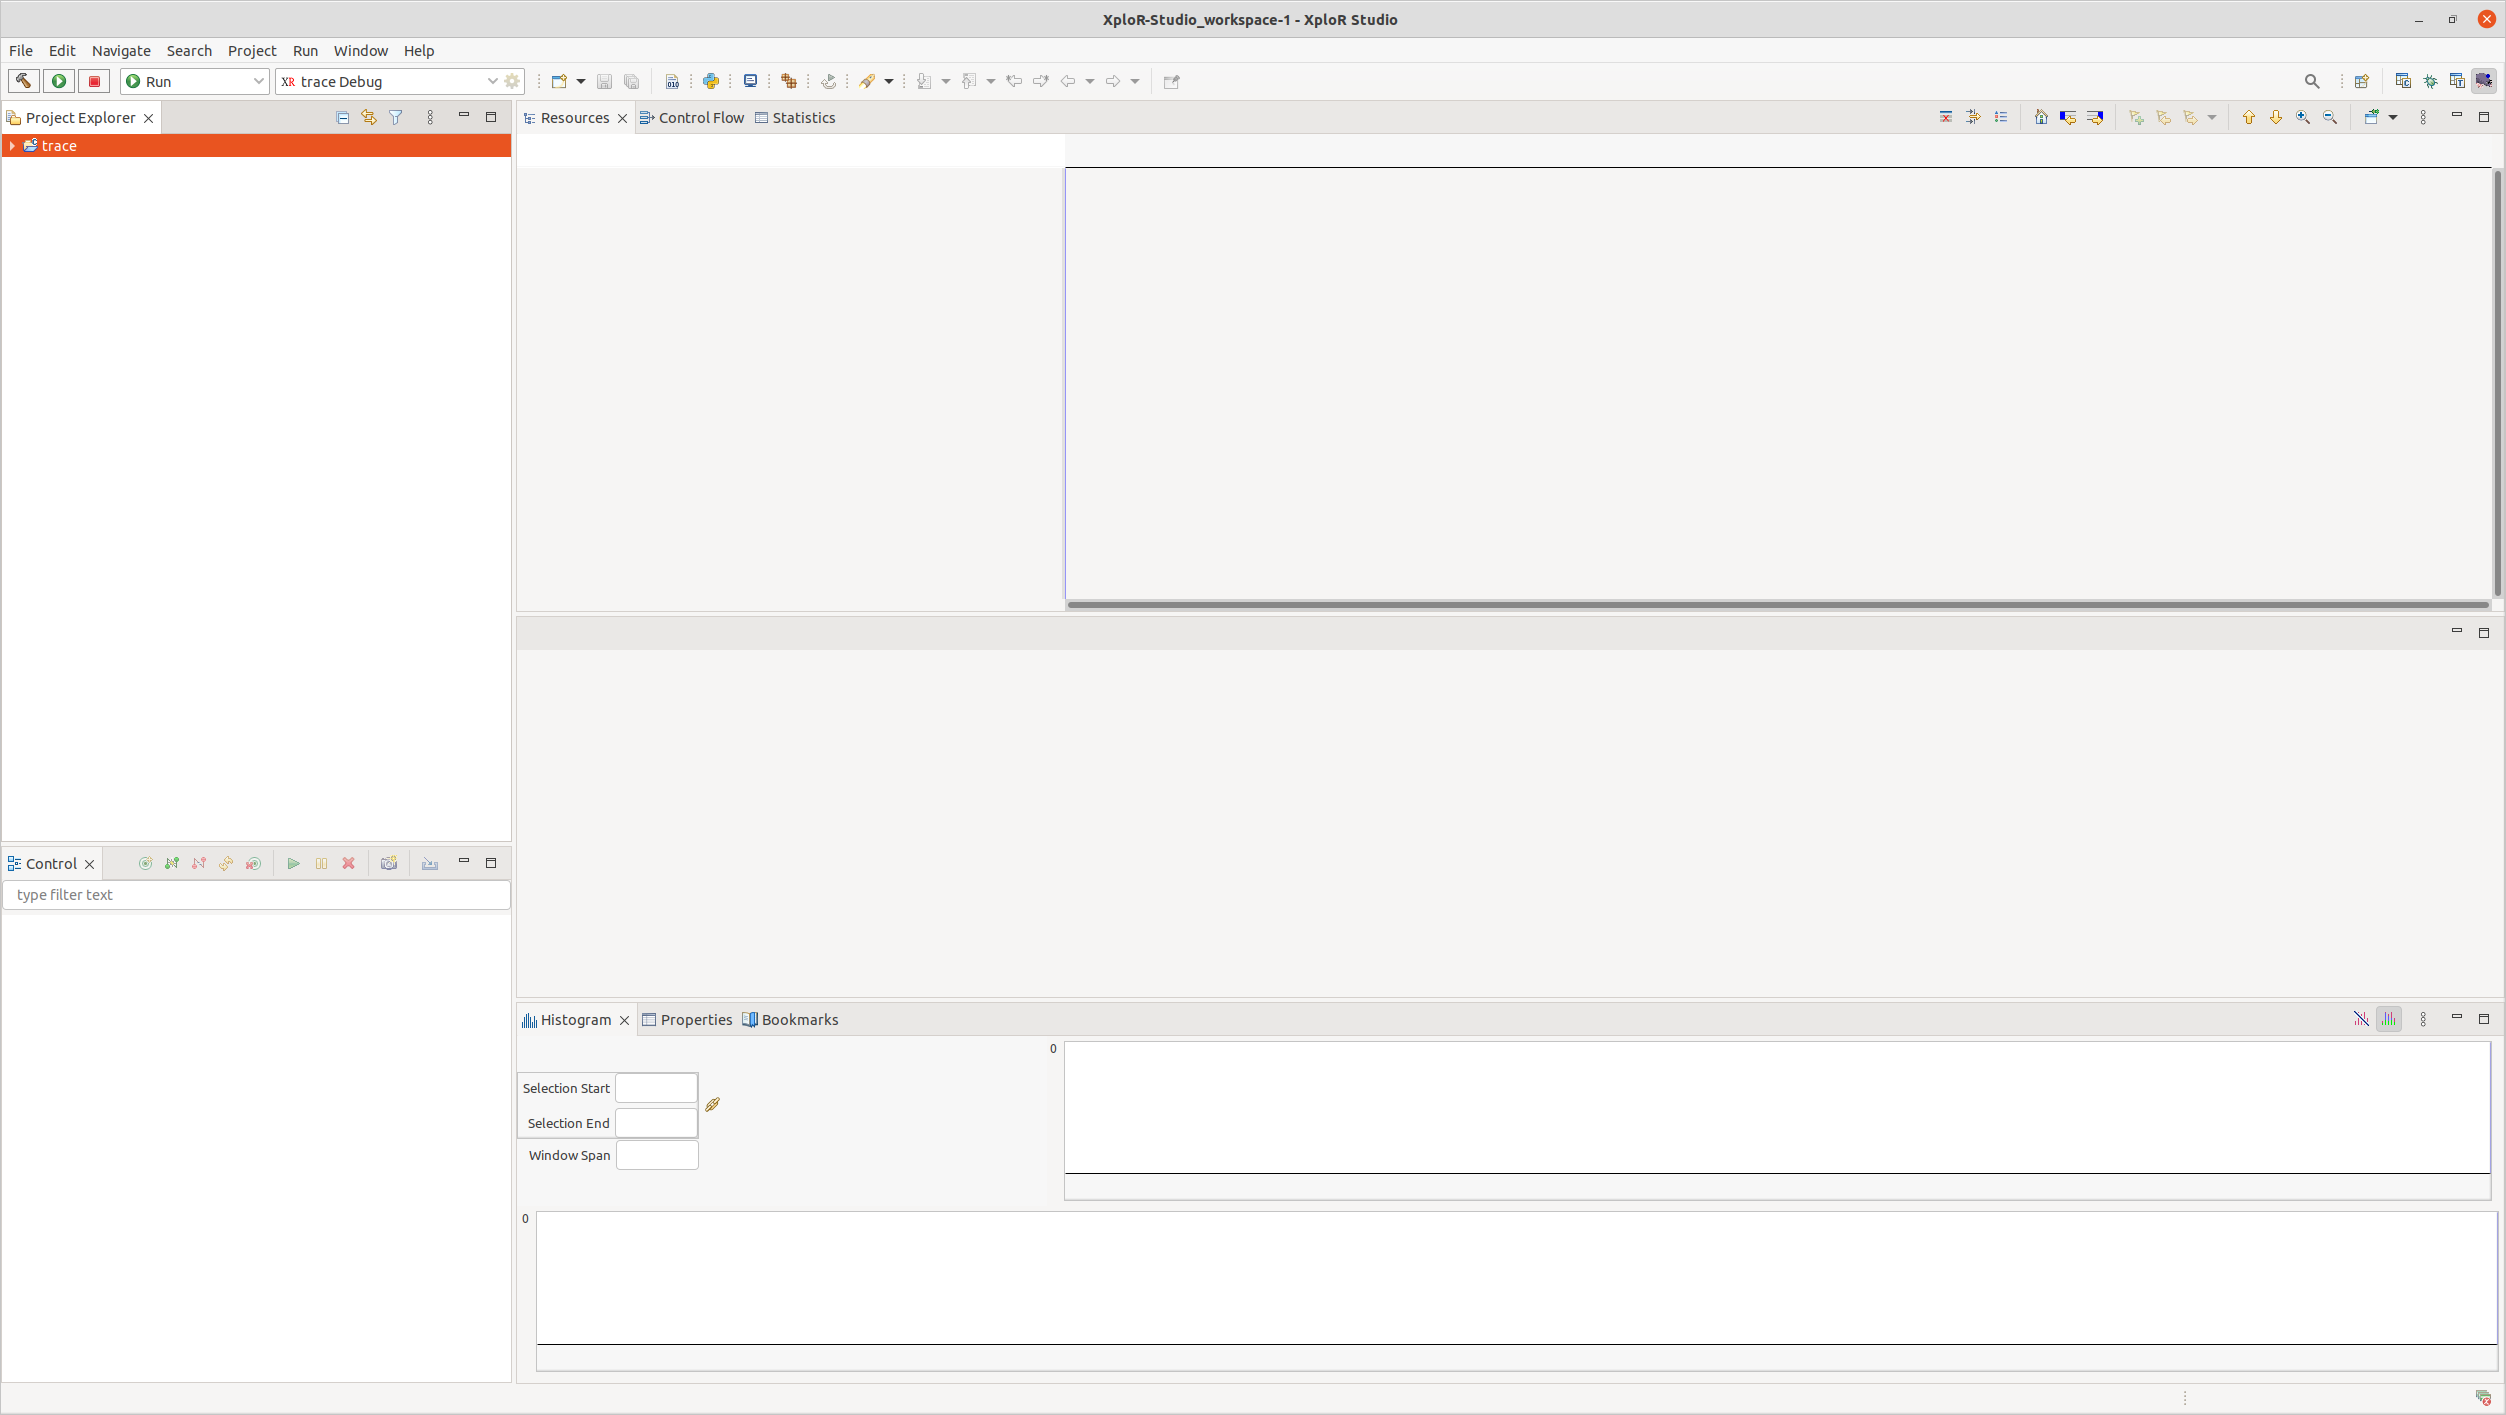 XploR-Studio_workspace-1 - XploR Studio
File Edit Navigate Search Project Run Window Help
Run
XR trace Debug
010
Project Explorer
trace
Resources Control Flow Statistics
Control
type filter text
Histogram Properties Bookmarks
0
Selection Start
Selection End
Window Span
0